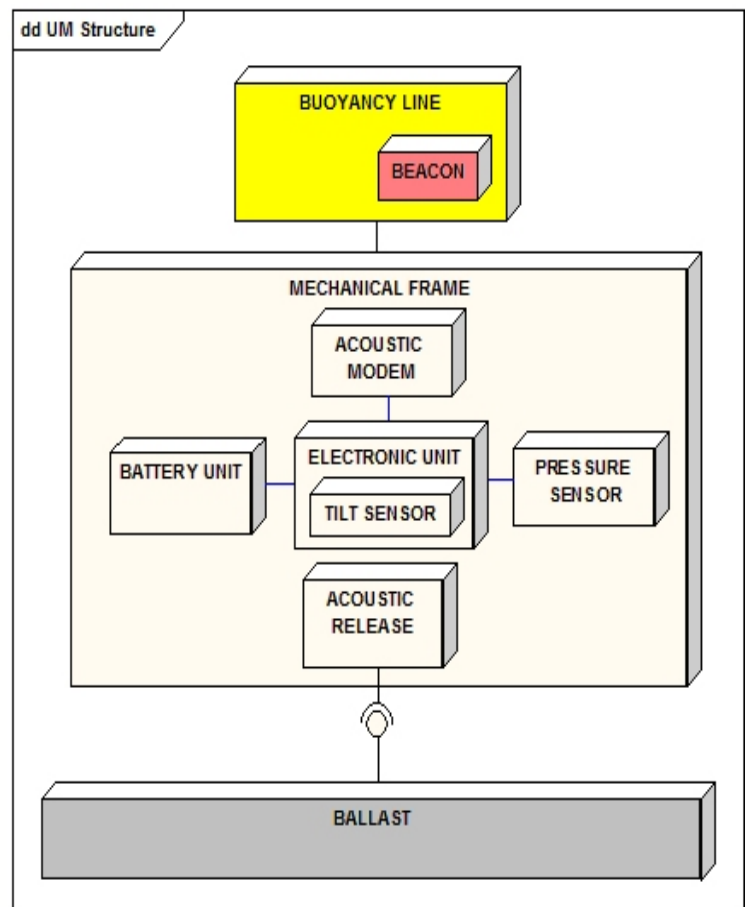 dd UM Structure
BUOYANCY LINE
BEACON
MECHANICAL FRAME
ACOUSTIC
MODEM
BATTERY UNIT
ELECTRONIC UNIT
TILT SENSOR
PRESSURE
SENSOR
ACOUSTIC
RELEASE
BALLAST